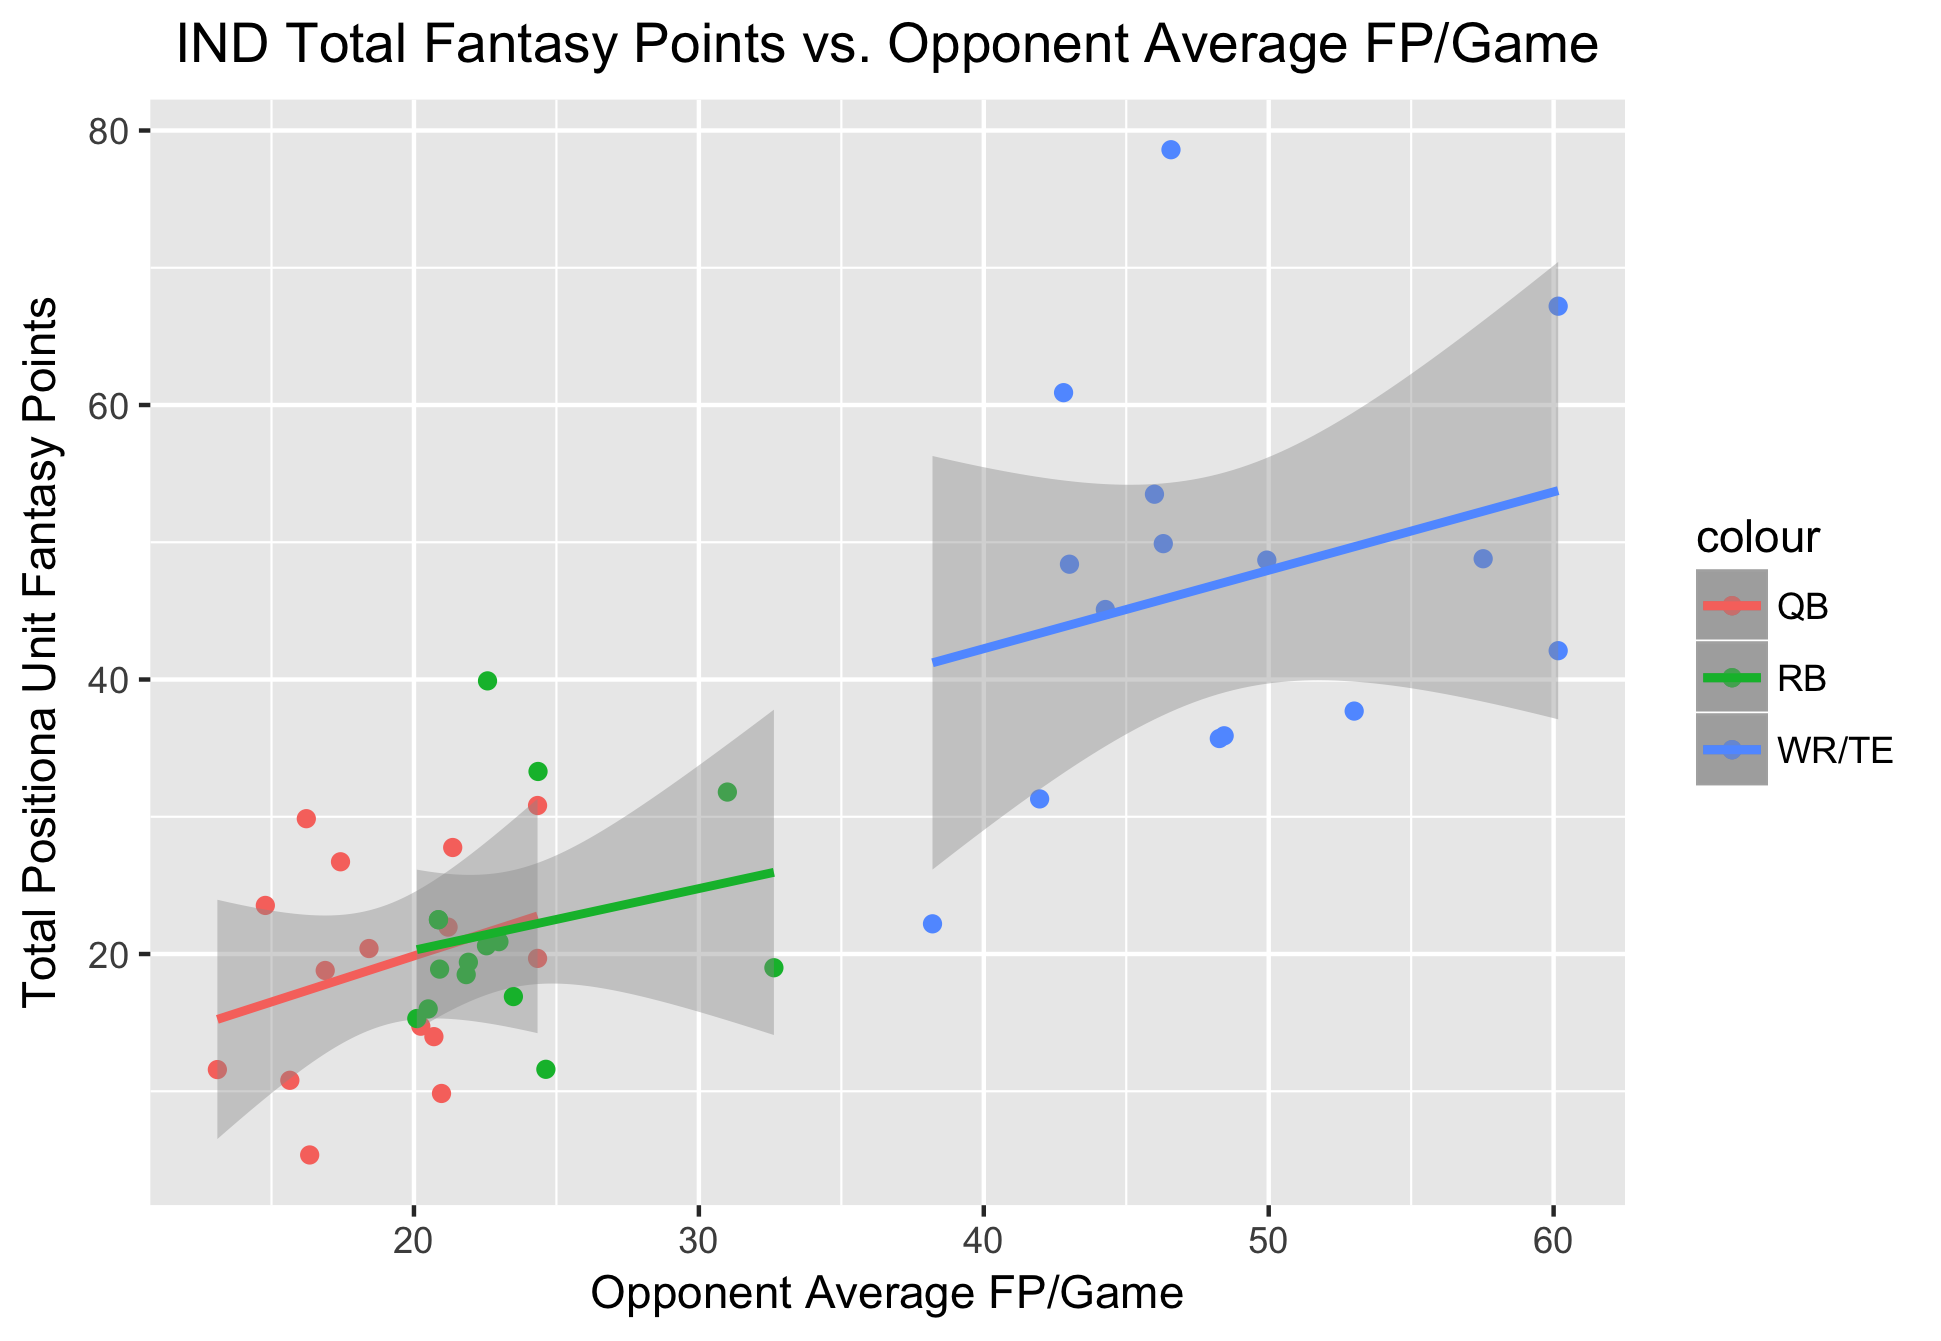 IND Total Fantasy Points vs. Opponent Average FP/Game
Total Positiona Unit Fantasy Points
80
60
40
20
20 30 40 50 60
Opponent Average FP/Game
colour
QB
RB
WR/TE